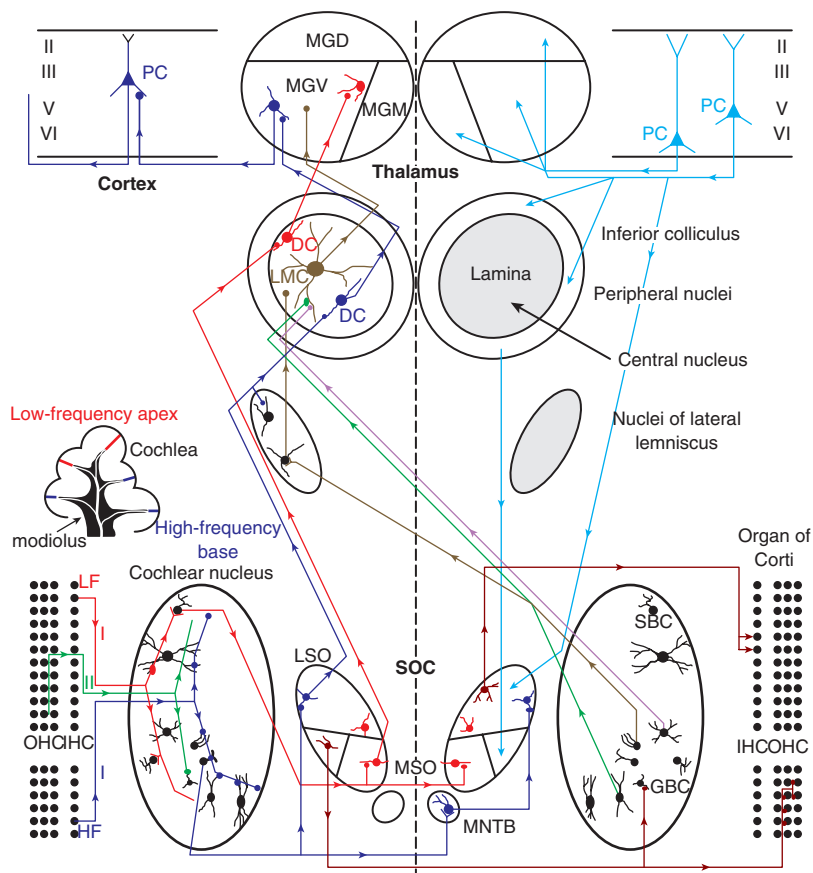 MGD
II
III
PC
V
VI
MGV
MGM
PC
PC
II
III
V
VI
Cortex
Thalamus
DC
LMC
DC
Inferior colliculus
Lamina
Peripheral nuclei
Central nucleus
Nuclei of lateral
lemniscus
Low-frequency apex
Cochlea
modiolus
High-frequency
base
Cochlear nucleus
Organ of
Corti
LF
I
II
OHC
IHC
I
HF
LSO
SOC
MSO
MNTB
SBC
GBC
IHC
OHC